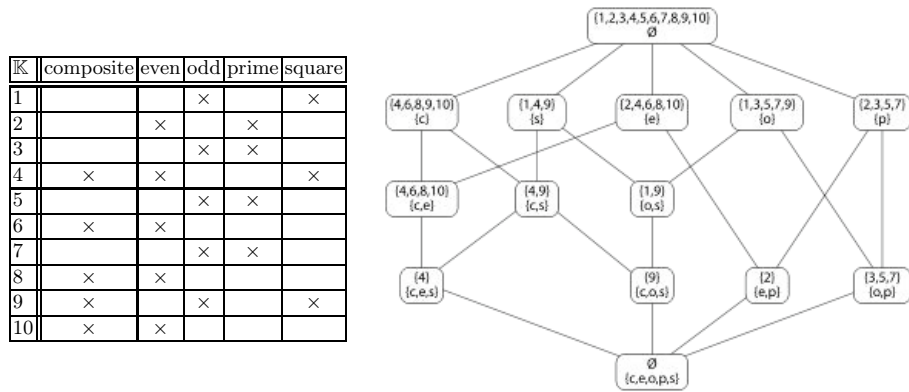 𝕂 composite even odd prime square
1 × ×
2 × ×
3 × ×
4 × × ×
5 × ×
6 × ×
7 × ×
8 × ×
9 × × ×
10 × ×
{1,2,3,4,5,6,7,8,9,10}
Ø
{4,6,8,9,10}
{c}
{1,4,9}
{s}
{2,4,6,8,10}
{e}
{1,3,5,7,9}
{o}
{2,3,5,7}
{p}
{4,6,8,10}
{c,e}
{4,9}
{c,s}
{1,9}
{o,s}
{4}
{c,e,s}
{9}
{c,o,s}
{2}
{e,p}
{3,5,7}
{o,p}
Ø
{c,e,o,p,s}